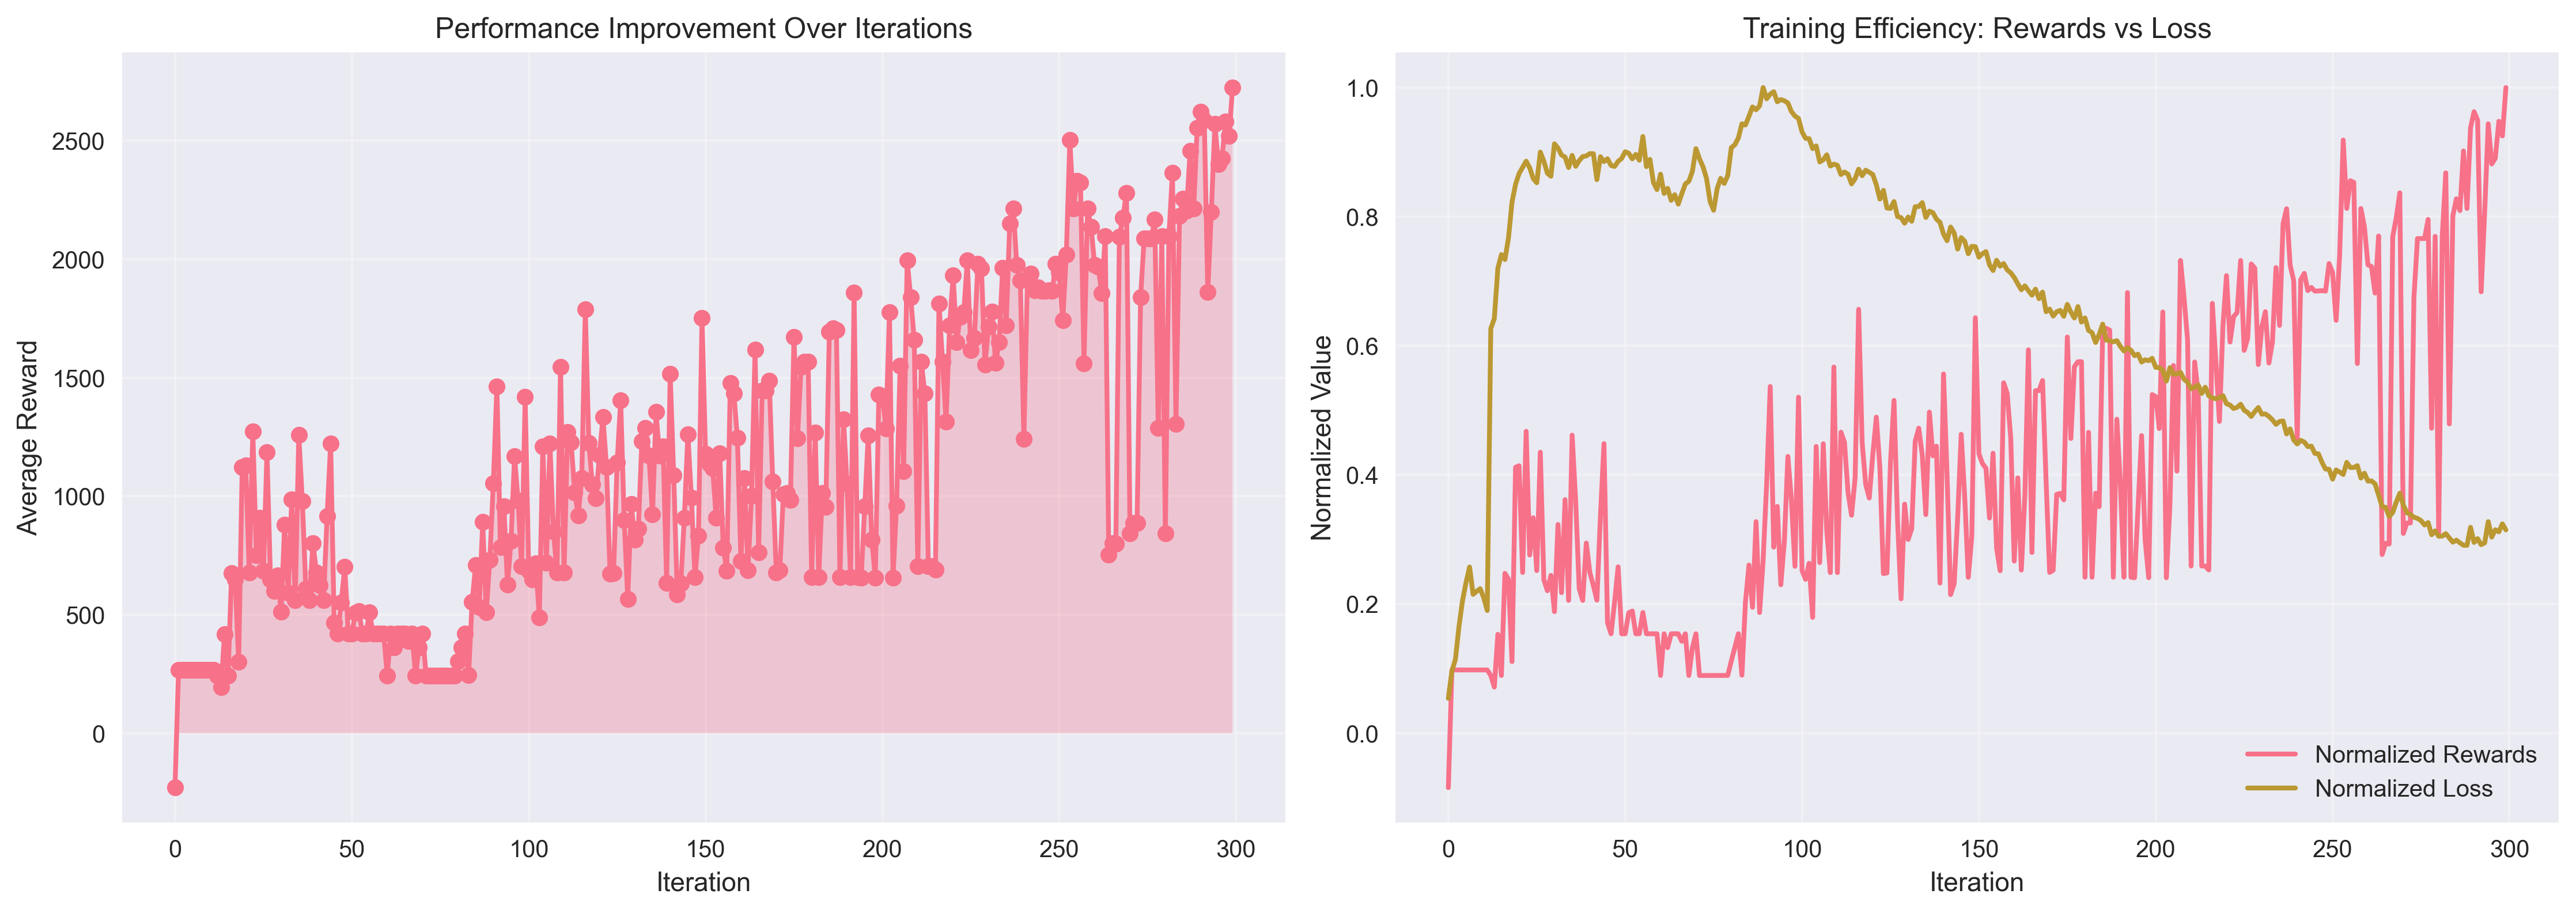 Performance Improvement Over Iterations
Average Reward
2500
2000
1500
1000
500
0
0 50 100 150 200 250 300
Iteration
Training Efficiency: Rewards vs Loss
Normalized Value
1.0
0.8
0.6
0.4
0.2
0.0
Normalized Rewards
Normalized Loss
0 50 100 150 200 250 300
Iteration